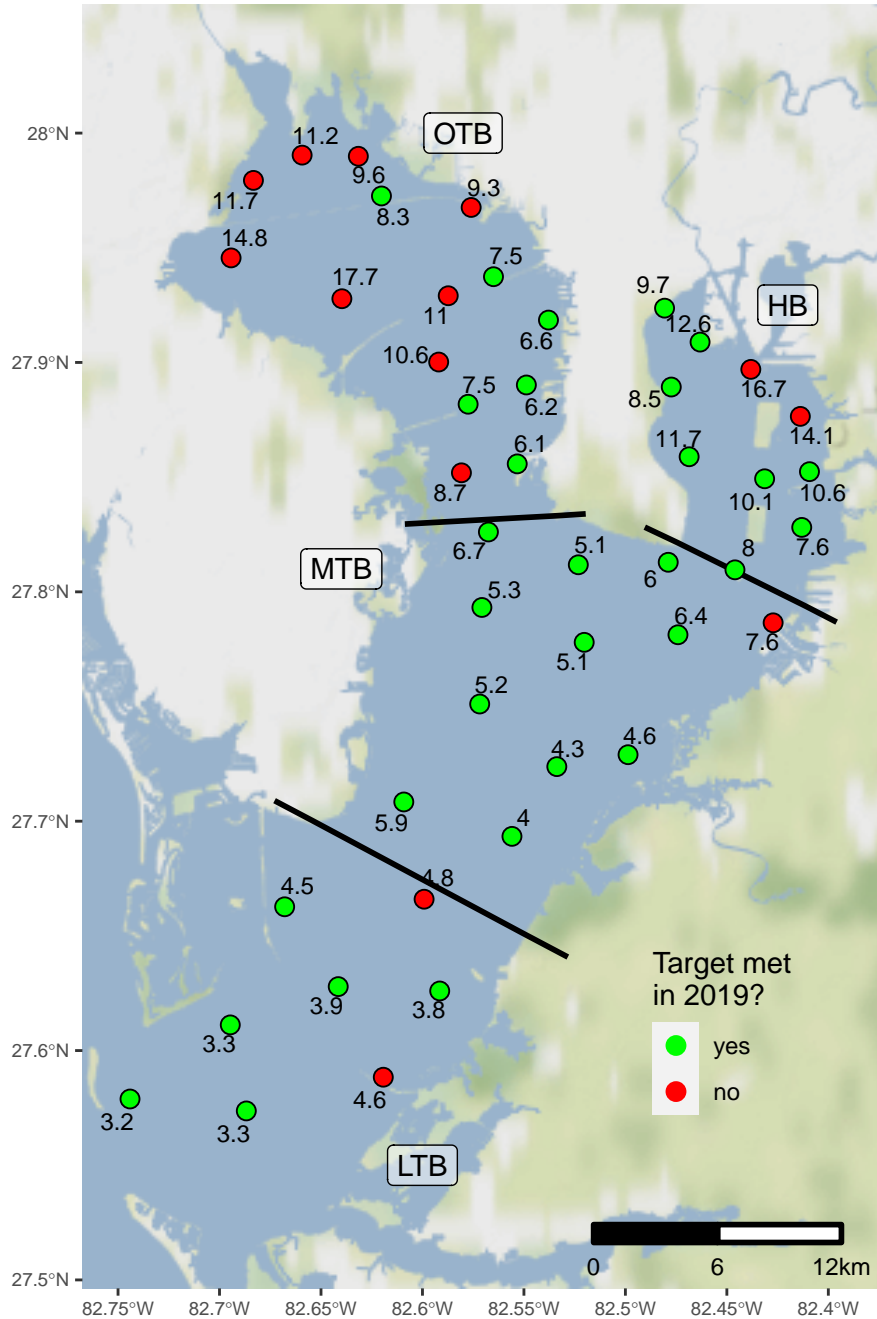 28°N
27.9°N
27.8°N
27.7°N
27.6°N
27.5°N
OTB
11.2
9.6
11.7
8.3
9.3
14.8
7.5
17.7
11
6.6
10.6
7.5
6.2
6.1
8.7
HB
9.7
12.6
16.7
8.5
14.1
11.7
10.1
10.6
7.6
8
MTB
6.7
5.1
6
5.3
6.4
7.6
5.1
5.2
4.3
4.6
5.9
4
4.8
4.5
3.9
3.8
3.3
4.6
3.2
3.3
LTB
Target met
in 2019?
yes
no
0 6 12km
82.75°W 82.7°W 82.65°W 82.6°W 82.55°W 82.5°W 82.45°W 82.4°W